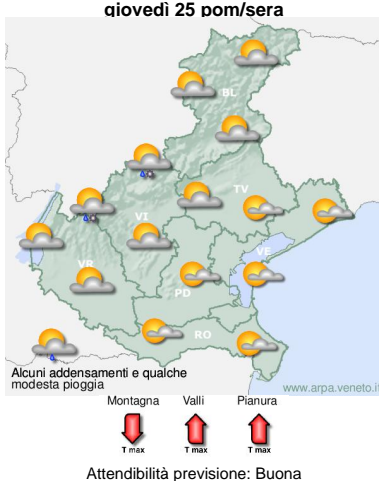 giovedì 25 pom/sera
BL
TV
VI
VE
VR
PD
RO
Alcuni addensamenti e qualche
modesta pioggia
www.arpa.veneto.it
Montagna Valli Pianura
T max T max T max
Attendibilità previsione: Buona